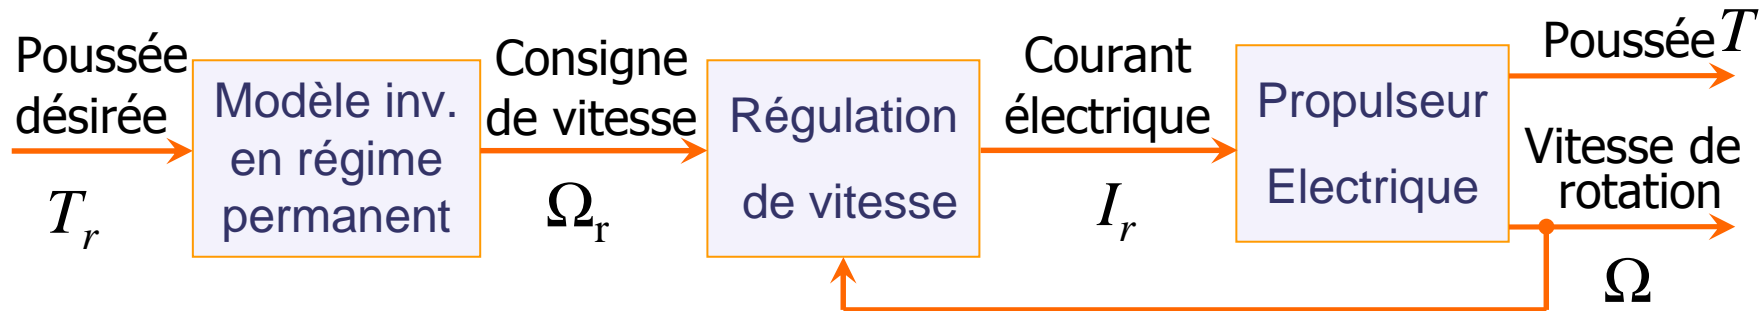 Poussée
désirée
T_r
Modèle inv.
en régime
permanent
Consigne
de vitesse
Ω_r
Régulation
de vitesse
Courant
électrique
I_r
Propulseur
Electrique
Poussée T
Vitesse de
rotation
Ω